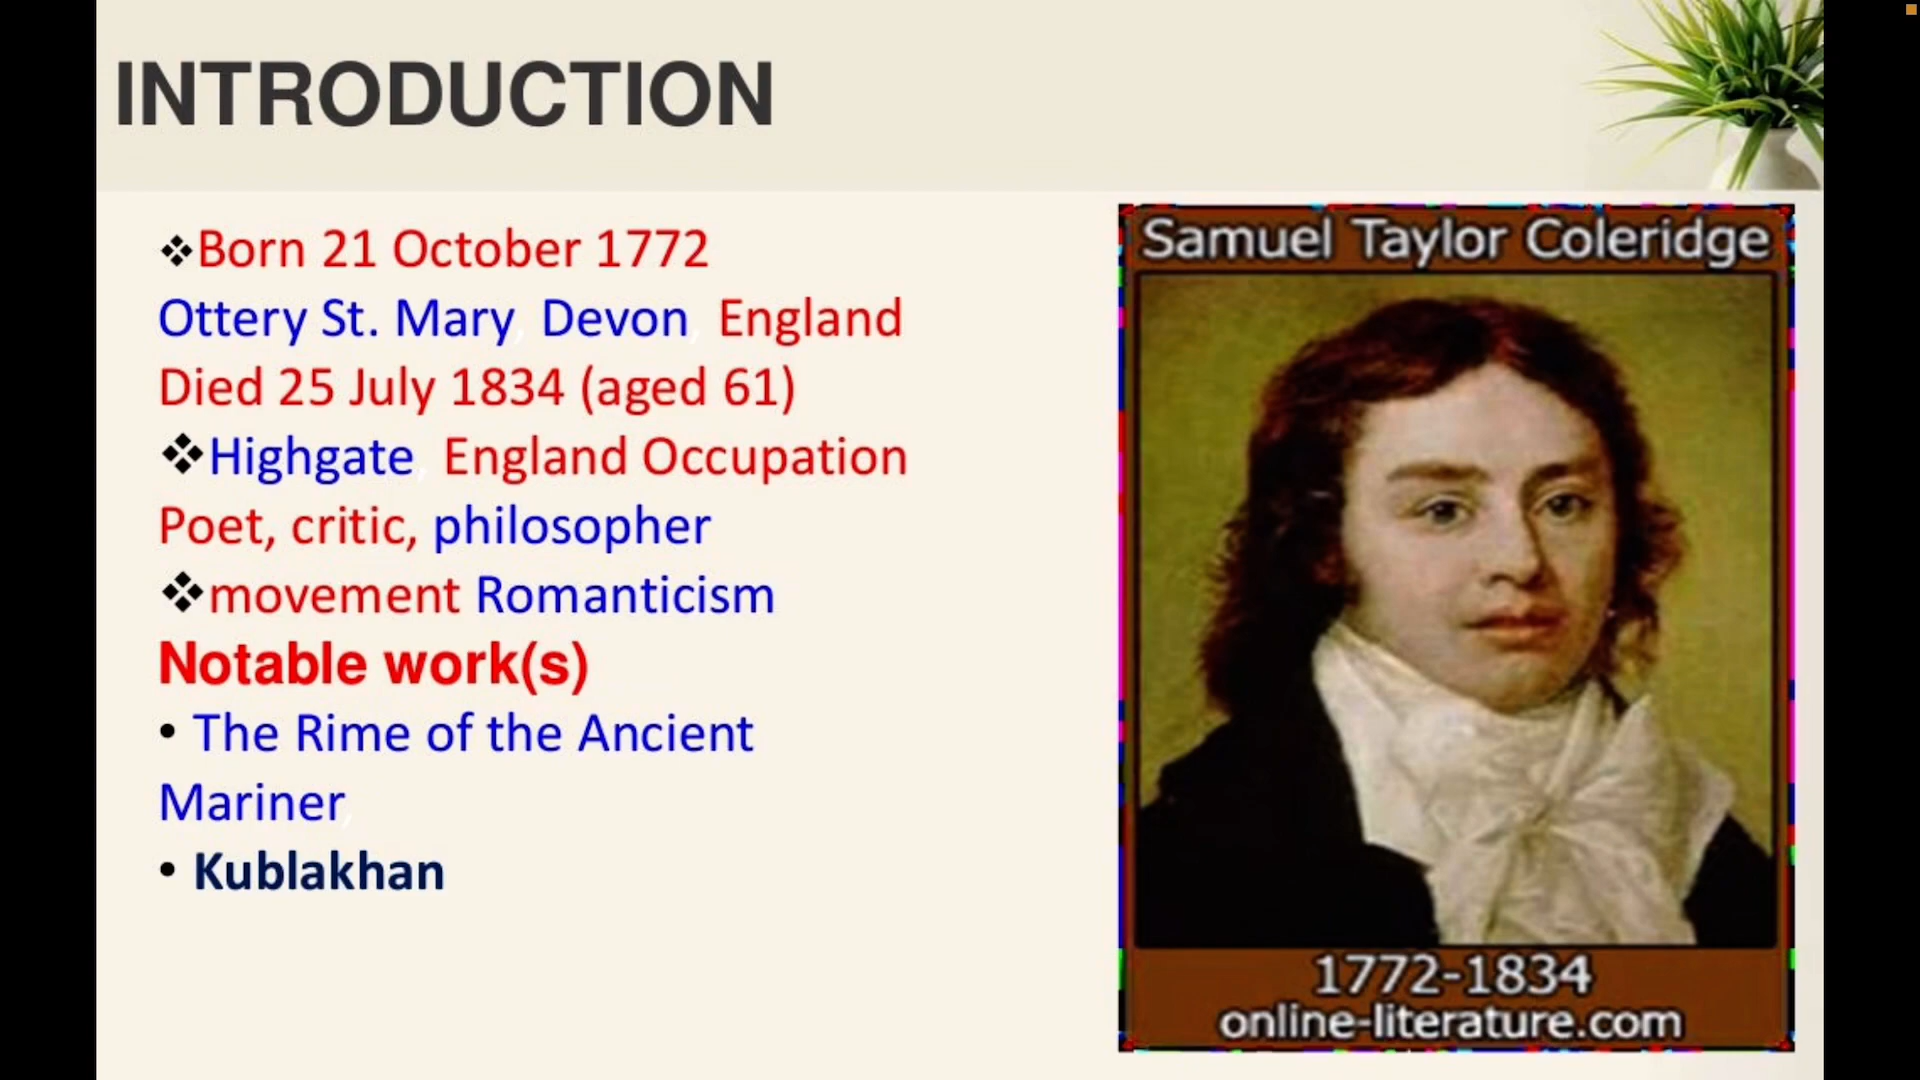 INTRODUCTION
❖Born 21 October 1772
Ottery St. Mary, Devon, England
Died 25 July 1834 (aged 61)
❖Highgate, England Occupation
Poet, critic, philosopher
❖movement Romanticism
Notable work(s)
• The Rime of the Ancient
Mariner,
• Kublakhan
Samuel Taylor Coleridge
1772-1834
online-literature.com